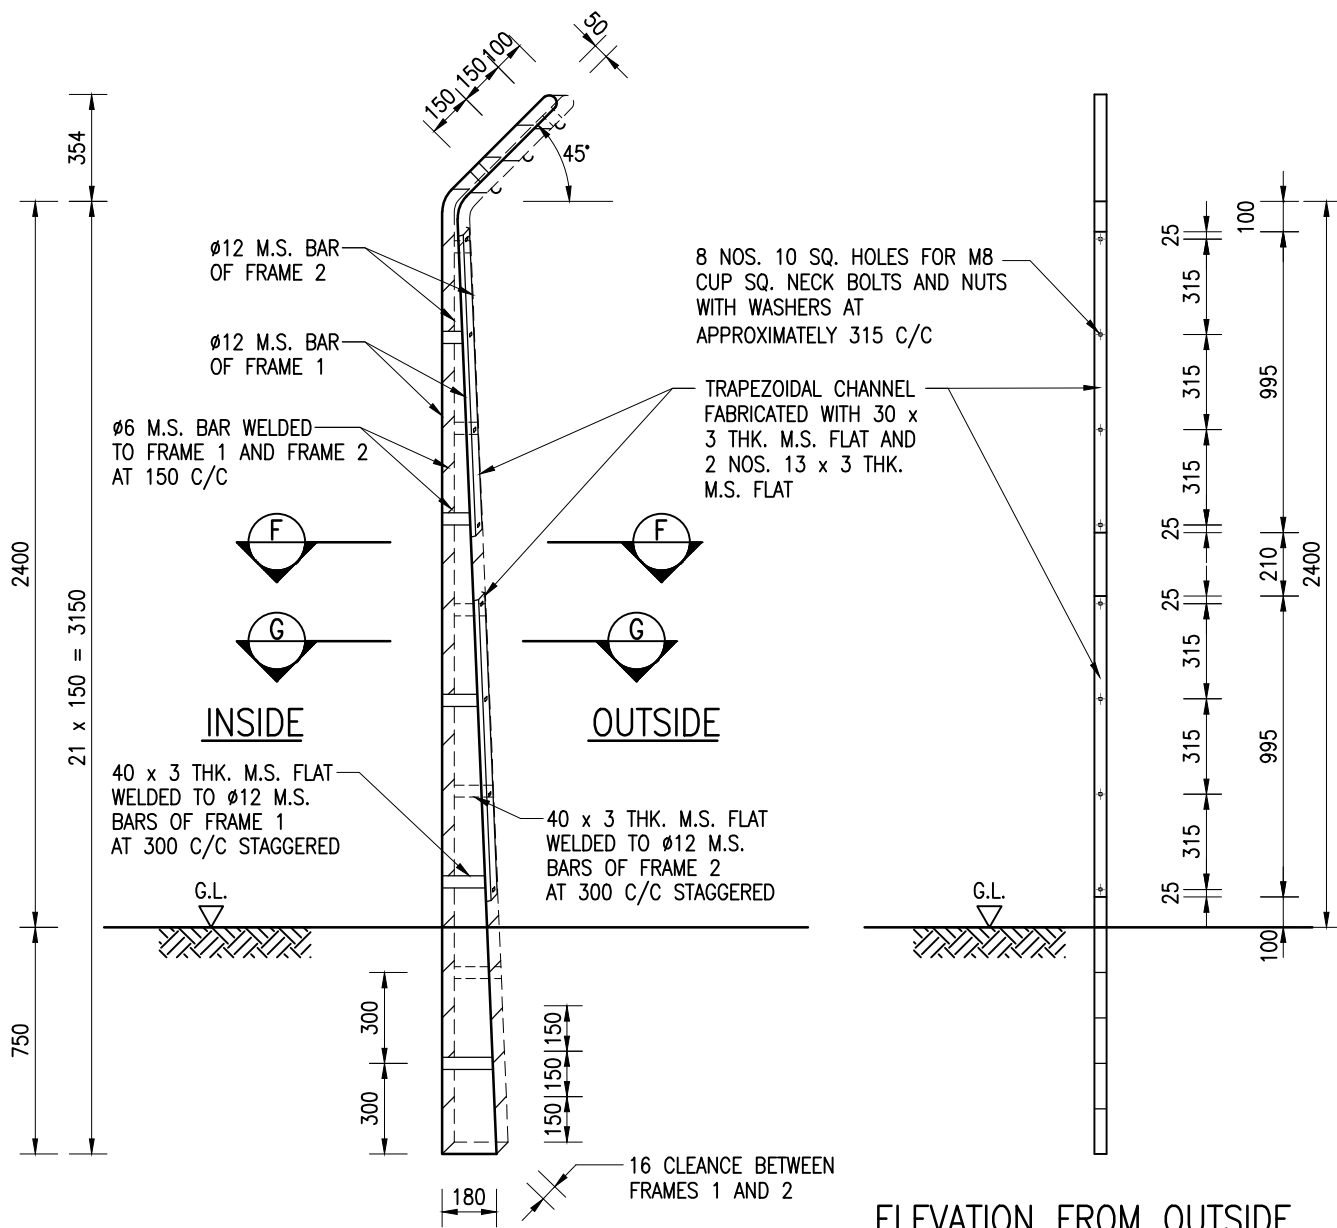 50
100
150
150
354
45°
ø12 M.S. BAR
OF FRAME 2
ø12 M.S. BAR
OF FRAME 1
ø6 M.S. BAR WELDED
TO FRAME 1 AND FRAME 2
AT 150 C/C
8 NOS. 10 SQ. HOLES FOR M8
CUP SQ. NECK BOLTS AND NUTS
WITH WASHERS AT
APPROXIMATELY 315 C/C
TRAPEZOIDAL CHANNEL
FABRICATED WITH 30 x
3 THK. M.S. FLAT AND
2 NOS. 13 x 3 THK.
M.S. FLAT
F
F
G
G
INSIDE
OUTSIDE
2400
21 x 150 = 3150
40 x 3 THK. M.S. FLAT
WELDED TO ø12 M.S.
BARS OF FRAME 1
AT 300 C/C STAGGERED
40 x 3 THK. M.S. FLAT
WELDED TO ø12 M.S.
BARS OF FRAME 2
AT 300 C/C STAGGERED
G.L.
G.L.
750
300
300
150
150
150
180
16 CLEANCE BETWEEN
FRAMES 1 AND 2
100
25
315
315
995
315
25
210
2400
25
315
315
995
315
25
100
ELEVATION FROM OUTSIDE